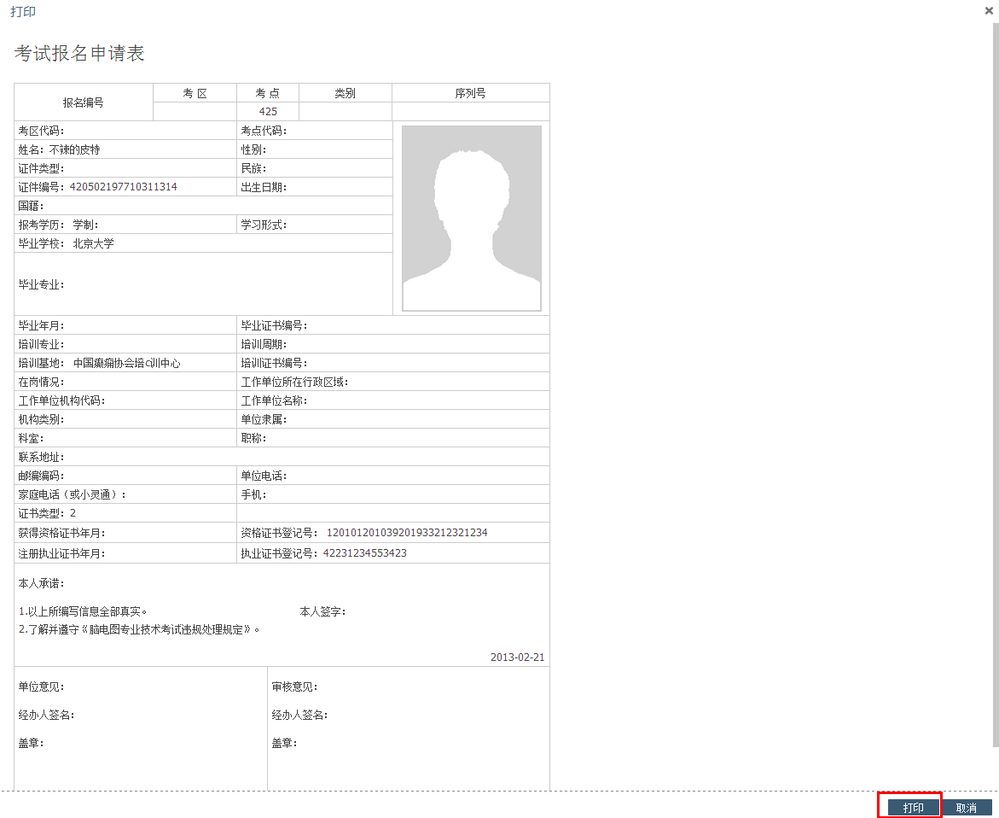 打印
考试报名申请表
报名编号 考 区 考 点 类别 序列号
425
考区代码: 考点代码:
姓名: 不辣的皮特 性别:
证件类型: 民族:
证件编号: 420502197710311314 出生日期:
国籍:
报考学历: 学制: 学习形式:
毕业学校: 北京大学
毕业专业:
毕业年月: 毕业证书编号:
培训专业: 培训周期:
培训基地: 中国癫痫协会培c训中心 培训证书编号:
在岗情况: 工作单位所在行政区域:
工作单位机构代码: 工作单位名称:
机构类别: 单位隶属:
科室: 职称:
联系地址:
邮编编码: 单位电话:
家庭电话（或小灵通）: 手机:
证书类型: 2
获得资格证书年月: 资格证书登记号: 120101201039201933212321234
注册执业证书年月: 执业证书登记号: 42231234553423
本人承诺:
1.以上所编写信息全部真实。 本人签字:
2.了解并遵守《脑电图专业技术考试违规处理规定》。
2013-02-21
单位意见: 审核意见:
经办人签名: 经办人签名:
盖章: 盖章:
打印 取消